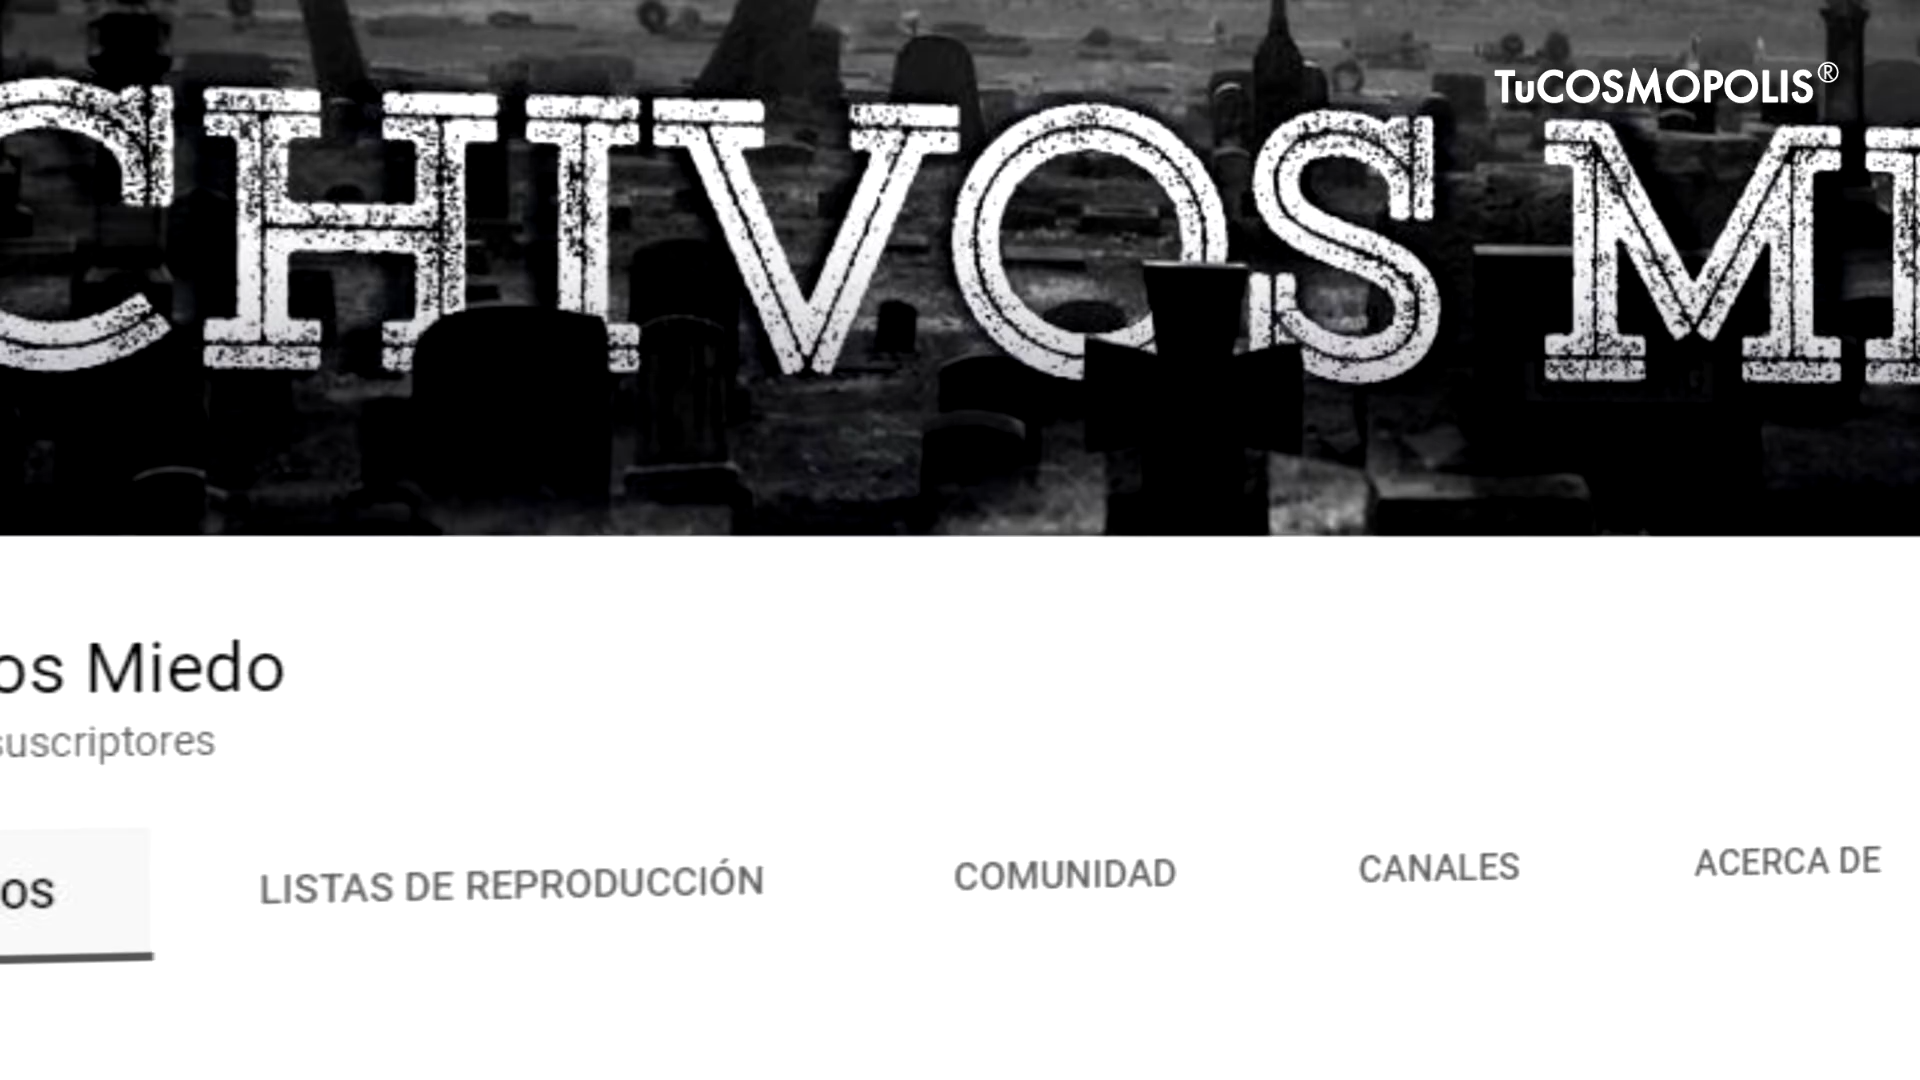 TuCOSMOPOLIS®
CHIVOS MI
os Miedo
suscriptores
OS
LISTAS DE REPRODUCCIÓN
COMUNIDAD
CANALES
ACERCA DE